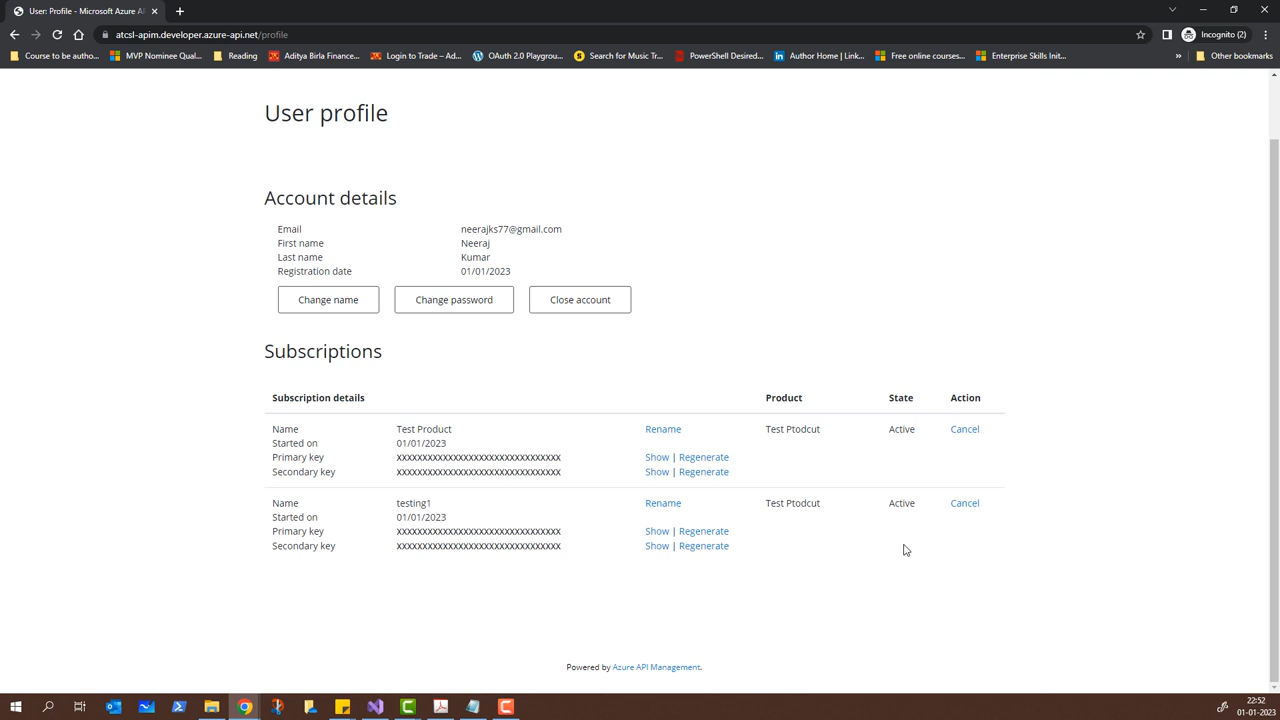 User: Profile - Microsoft Azure AI
atcsl-apim.developer.azure-api.net/profile
Incognito (2)
Course to be autho...
MVP Nominee Qual...
Reading
Aditya Birla Finance...
Login to Trade – Ad...
OAuth 2.0 Playgrou...
Search for Music Tr...
PowerShell Desired...
Author Home | Link...
Free online courses...
Enterprise Skills Init...
»
Other bookmarks
User profile
Account details
Email neerajks77@gmail.com
First name Neeraj
Last name Kumar
Registration date 01/01/2023
Change name Change password Close account
Subscriptions
Subscription details Product State Action
Name Test Product Rename Test Ptodcut Active Cancel
Started on 01/01/2023
Primary key XXXXXXXXXXXXXXXXXXXXXXXXXXXXXXXX Show | Regenerate
Secondary key XXXXXXXXXXXXXXXXXXXXXXXXXXXXXXXX Show | Regenerate
Name testing1 Rename Test Ptodcut Active Cancel
Started on 01/01/2023
Primary key XXXXXXXXXXXXXXXXXXXXXXXXXXXXXXXX Show | Regenerate
Secondary key XXXXXXXXXXXXXXXXXXXXXXXXXXXXXXXX Show | Regenerate
Powered by Azure API Management.
22:52
01-01-2023